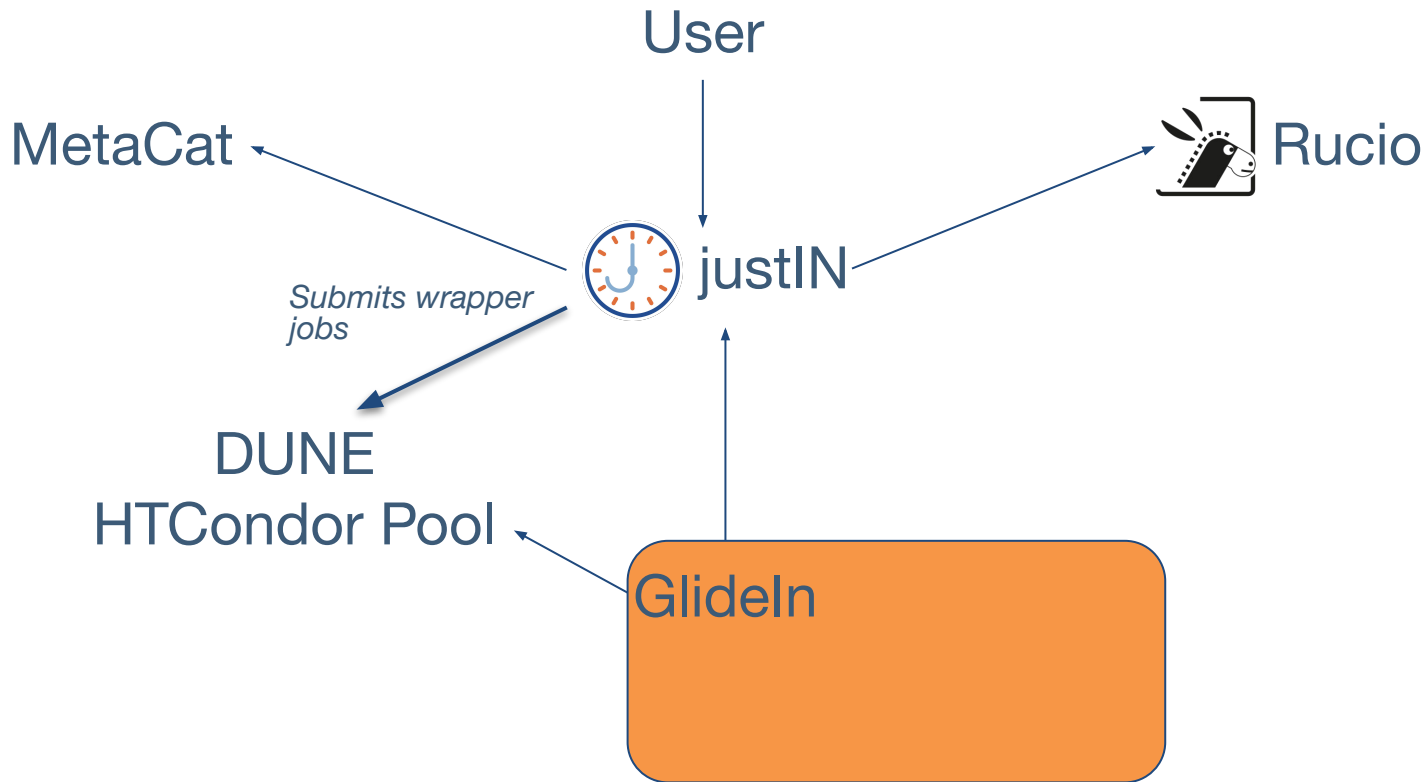 User
MetaCat
Rucio
justIN
Submits wrapper
jobs
DUNE
HTCondor Pool
GlideIn